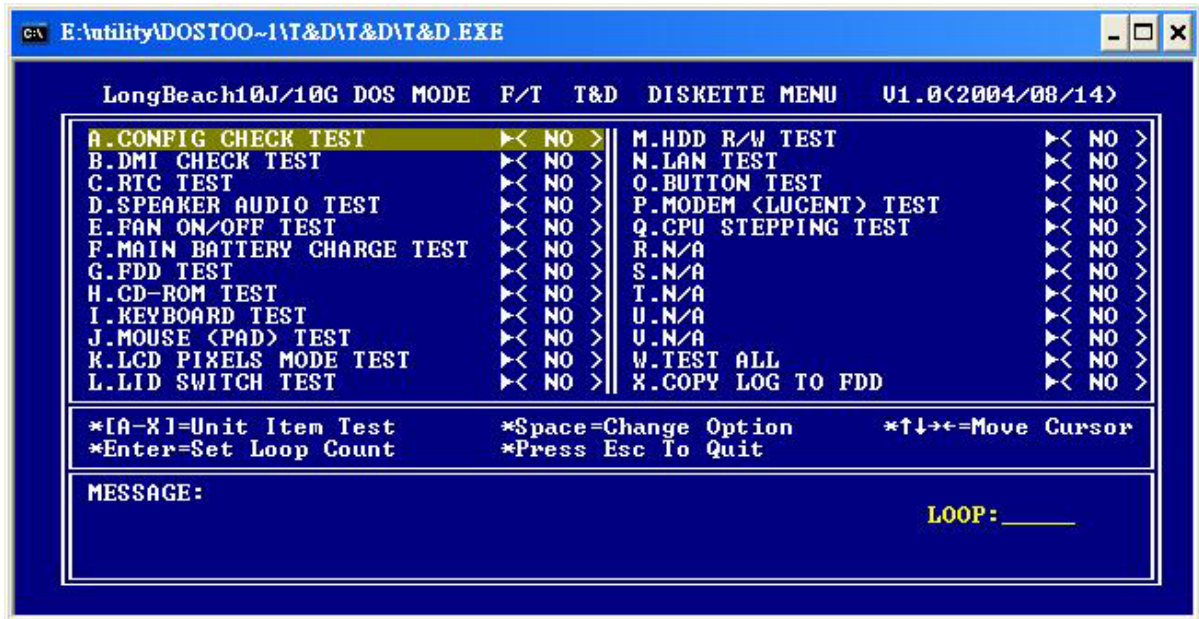 E:\utility\DOSTOO~1\T&D\T&D\T&D.EXE
LongBeach10J/10G DOS MODE F/T T&D DISKETTE MENU V1.0(2004/08/14)
A.CONFIG CHECK TEST ►< NO >
B.DMI CHECK TEST ►< NO >
C.RTC TEST ►< NO >
D.SPEAKER AUDIO TEST ►< NO >
E.FAN ON/OFF TEST ►< NO >
F.MAIN BATTERY CHARGE TEST ►< NO >
G.FDD TEST ►< NO >
H.CD-ROM TEST ►< NO >
I.KEYBOARD TEST ►< NO >
J.MOUSE (PAD) TEST ►< NO >
K.LCD PIXELS MODE TEST ►< NO >
L.LID SWITCH TEST ►< NO >
M.HDD R/W TEST ►< NO >
N.LAN TEST ►< NO >
O.BUTTON TEST ►< NO >
P.MODEM (LUCENT) TEST ►< NO >
Q.CPU STEPPING TEST ►< NO >
R.N/A ►< NO >
S.N/A ►< NO >
T.N/A ►< NO >
U.N/A ►< NO >
V.N/A ►< NO >
W.TEST ALL ►< NO >
X.COPY LOG TO FDD ►< NO >
*[A-X]=Unit Item Test *Space=Change Option *↑↓→←=Move Cursor
*Enter=Set Loop Count *Press Esc To Quit
MESSAGE:
LOOP:______